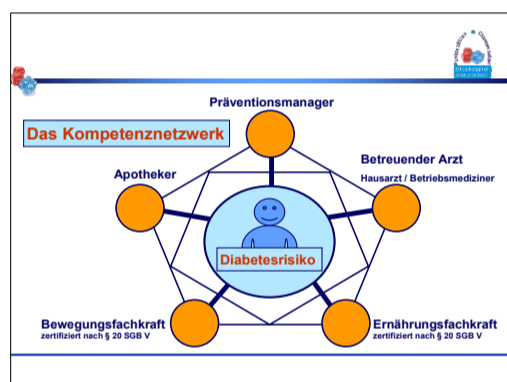 Präventionsmanager
Das Kompetenznetzwerk
Apotheker
Betreuender Arzt
Hausarzt / Betriebsmediziner
Diabetesrisiko
Bewegungsfachkraft
zertifiziert nach § 20 SGB V
Ernährungsfachkraft
zertifiziert nach § 20 SGB V